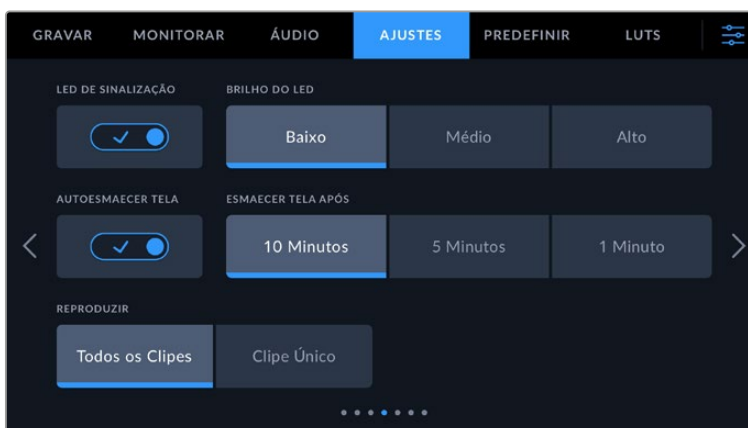 GRAVAR MONITORAR ÁUDIO AJUSTES PREDEFINIR LUTS
LED DE SINALIZAÇÃO BRILHO DO LED
Baixo Médio Alto
AUTOESMAECER TELA ESMAECER TELA APÓS
10 Minutos 5 Minutos 1 Minuto
REPRODUZIR
Todos os Clipes Clipe Único